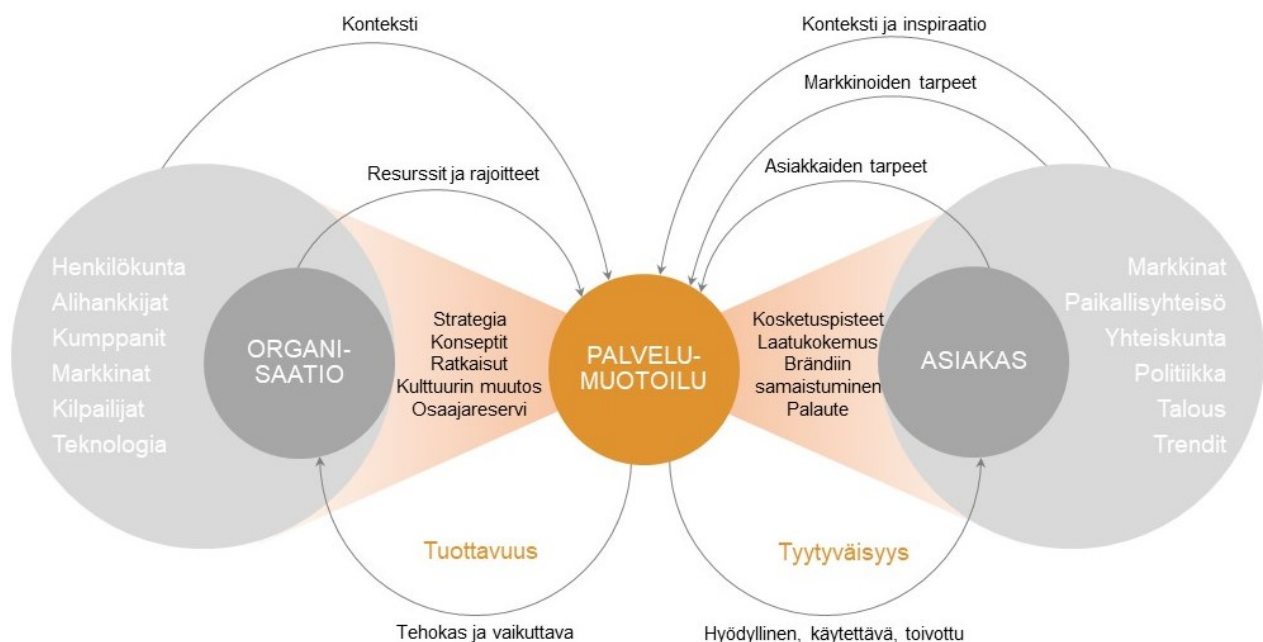 Konteksti
Konteksti ja inspiraatio
Markkinoiden tarpeet
Resurssit ja rajoitteet
Asiakkaiden tarpeet
Henkilökunta
Alihankkijat
Kumppanit
Markkinat
Kilpailijat
Teknologia
ORGANI-
SAATIO
Strategia
Konseptit
Ratkaisut
Kulttuurin muutos
Osaajareservi
PALVELU-
MUOTOILU
Kosketuspisteet
Laatukokemus
Brändiin
samaistuminen
Palaute
ASIAKAS
Markkinat
Paikallisyhteisö
Yhteiskunta
Politiikka
Talous
Trendit
Tuottavuus
Tyytyväisyys
Tehokas ja vaikuttava
Hyödyllinen, käytettävä, toivottu